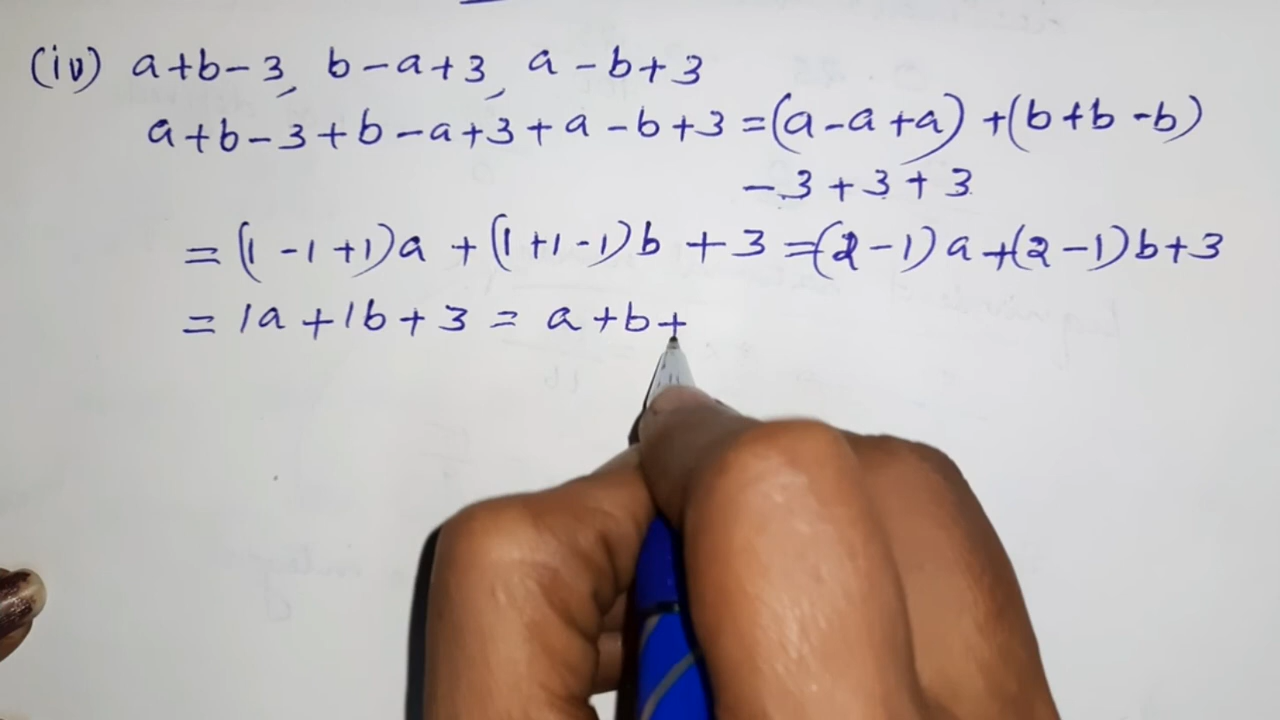 (iv) a+b-3, b-a+3, a-b+3
a+b-3+b-a+3+a-b+3 =(a-a+a) +(b+b-b)
-3+3+3
= (1-1+1)a + (1+1-1)b + 3 =(2-1)a+(2-1)b+3
= 1a+1b+3 = a+b+